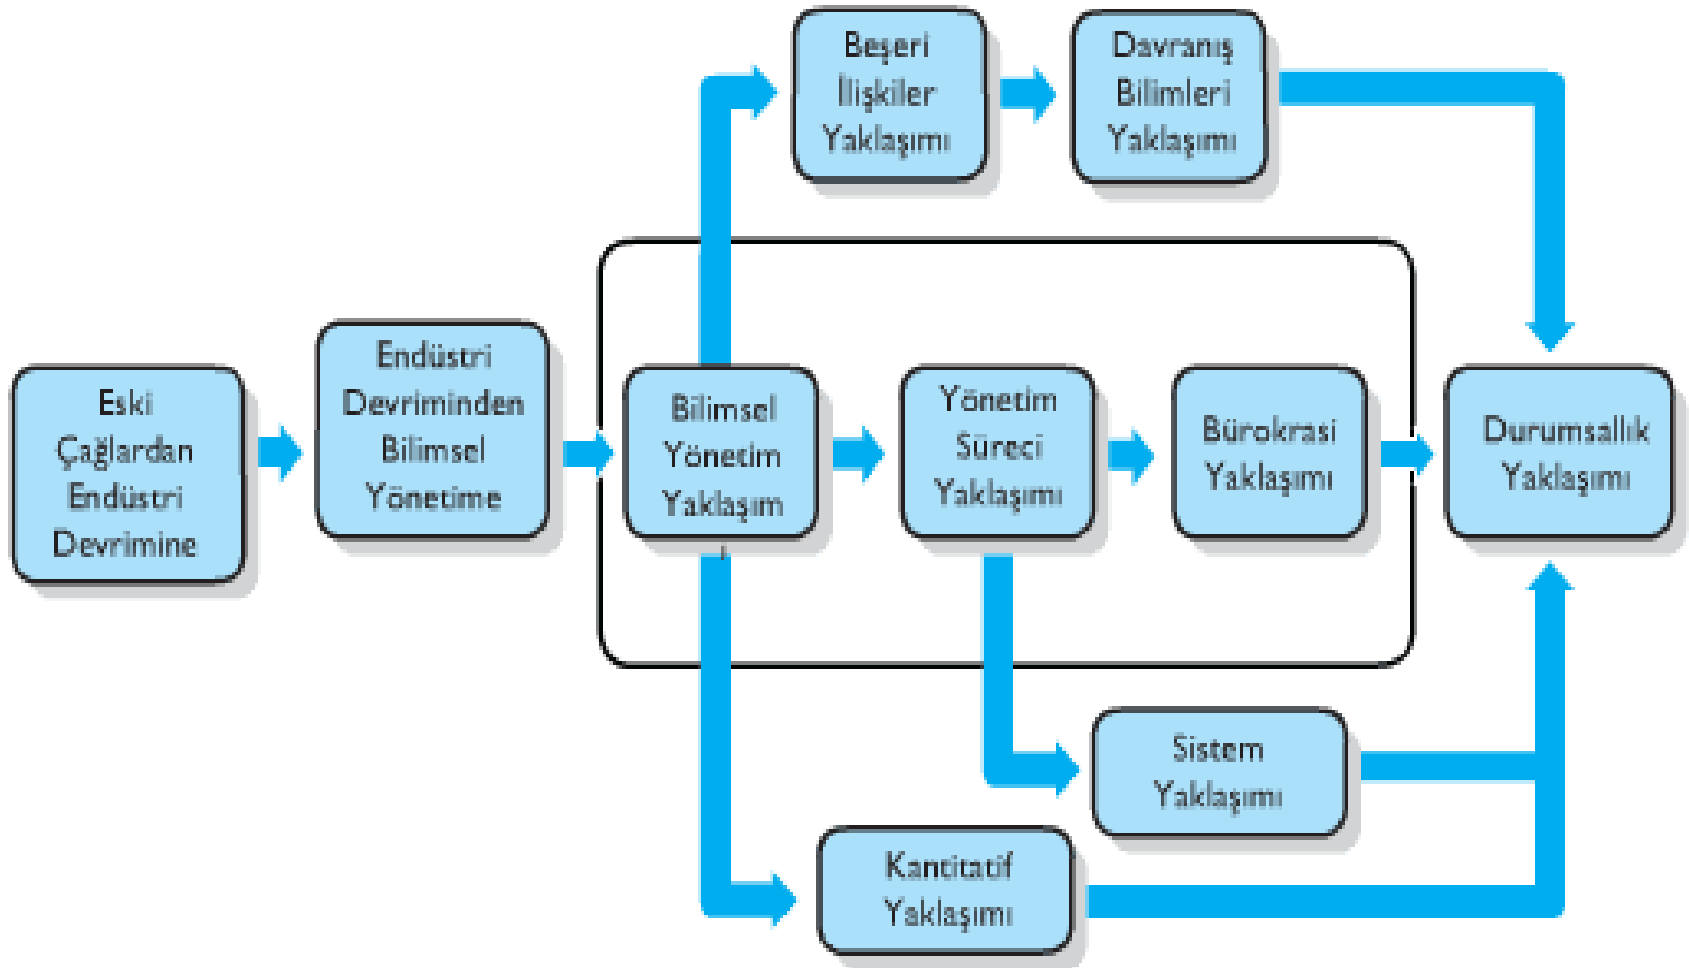 Beşeri
İlişkiler
Yaklaşımı
Davranış
Bilimleri
Yaklaşımı
Eski
Çağlardan
Endüstri
Devrimine
Endüstri
Devriminden
Bilimsel
Yönetime
Bilimsel
Yönetim
Yaklaşım
ı
Yönetim
Süreci
Yaklaşımı
Bürokrasi
Yaklaşımı
Durumsallık
Yaklaşımı
Sistem
Yaklaşımı
Kantitatif
Yaklaşımı